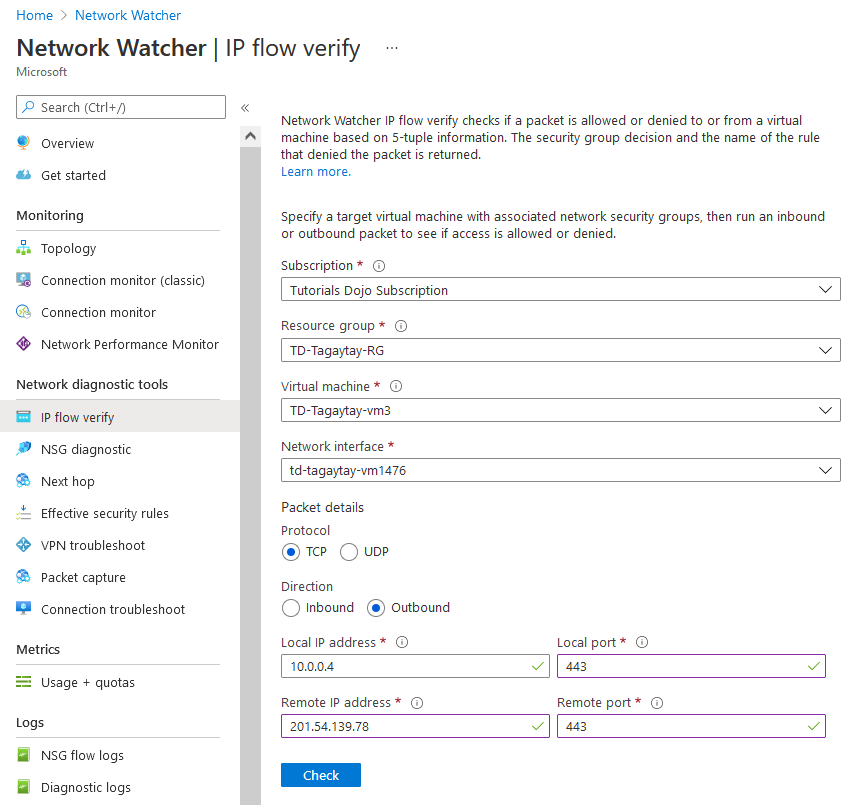 Home > Network Watcher
Network Watcher | IP flow verify ...
Microsoft
Search (Ctrl+/)
«
Overview
Get started
Monitoring
Topology
Connection monitor (classic)
Connection monitor
Network Performance Monitor
Network diagnostic tools
IP flow verify
NSG diagnostic
Next hop
Effective security rules
VPN troubleshoot
Packet capture
Connection troubleshoot
Metrics
Usage + quotas
Logs
NSG flow logs
Diagnostic logs
Network Watcher IP flow verify checks if a packet is allowed or denied to or from a virtual
machine based on 5-tuple information. The security group decision and the name of the rule
that denied the packet is returned.
Learn more.
Specify a target virtual machine with associated network security groups, then run an inbound
or outbound packet to see if access is allowed or denied.
Subscription *
Tutorials Dojo Subscription
Resource group *
TD-Tagaytay-RG
Virtual machine *
TD-Tagaytay-vm3
Network interface *
td-tagaytay-vm1476
Packet details
Protocol
TCP UDP
Direction
Inbound Outbound
Local IP address * Local port *
10.0.0.4 443
Remote IP address * Remote port *
201.54.139.78 443
Check